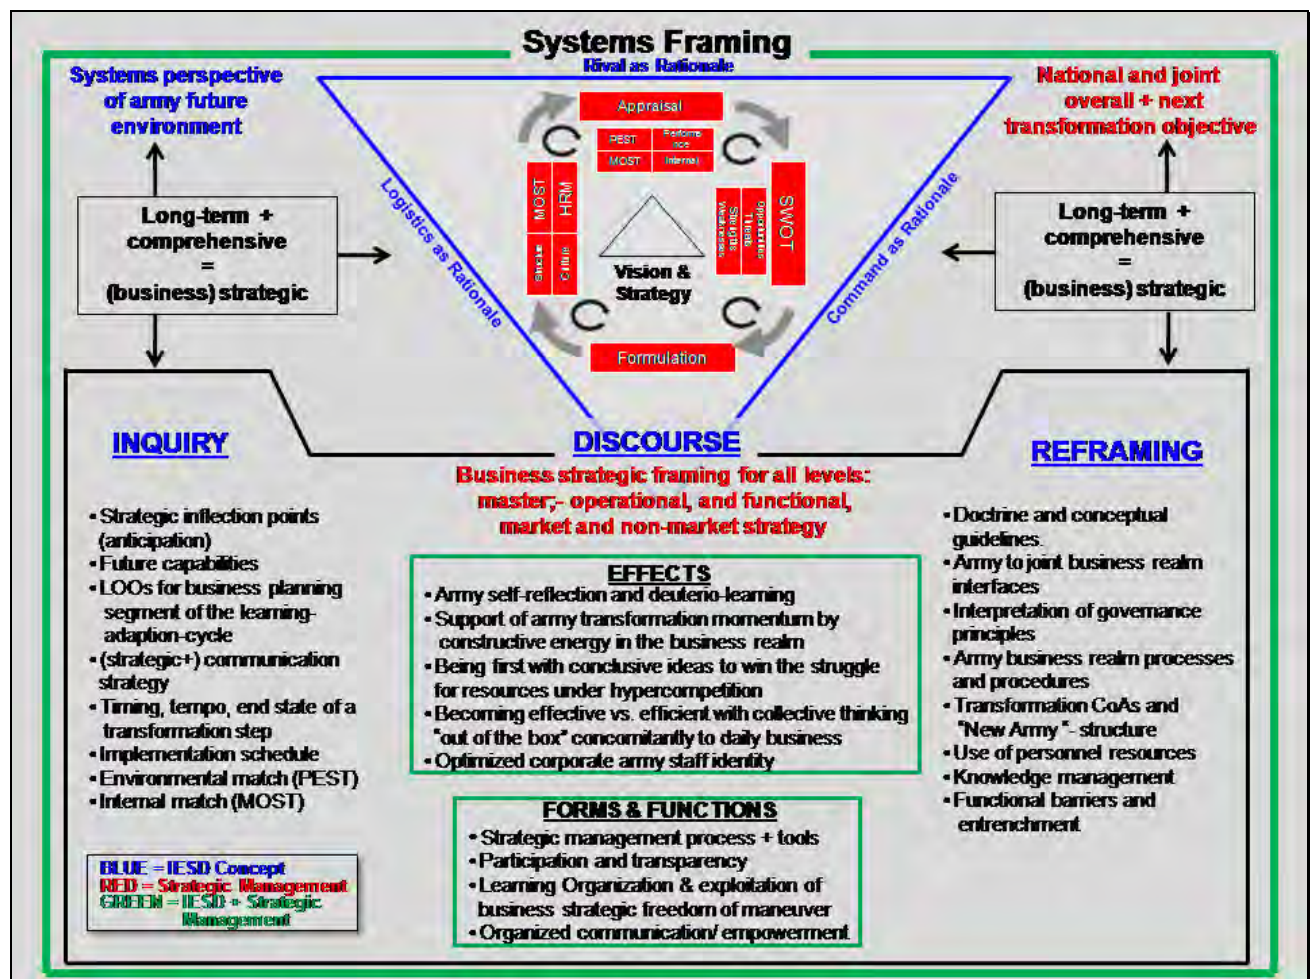 Systems Framing
Rival as Rationale
Systems perspective
of army future
environment
National and joint
overall + next
transformation objective
Long-term +
comprehensive
=
(business) strategic
Long-term +
comprehensive
=
(business) strategic
Logistics as Rationale
Command as Rationale
Appraisal
PEST
Performa
nce
MOST
Internal
MOST
HRM
Structure
Culture
SWOT
Opportunities
Threats
Strengths
Weaknesses
Vision &
Strategy
Formulation
INQUIRY
▪Strategic inflection points
(anticipation)
▪Future capabilities
▪LOOs for business planning
segment of the learning-
adaption-cycle
▪(strategic+) communication
strategy
▪Timing, tempo, end state of a
transformation step
▪Implementation schedule
▪Environmental match (PEST)
▪Internal match (MOST)
BLUE = IESD Concept
RED = Strategic Management
GREEN = IESD + Strategic
Management
DISCOURSE
Business strategic framing for all levels:
master,- operational, and functional,
market and non-market strategy
EFFECTS
▪Army self-reflection and deuterio-learning
▪Support of army transformation momentum by
constructive energy in the business realm
▪Being first with conclusive ideas to win the struggle
for resources under hypercompetition
▪Becoming effective vs. efficient with collective thinking
"out of the box" concomitantly to daily business
▪Optimized corporate army staff identity
FORMS & FUNCTIONS
▪Strategic management process + tools
▪Participation and transparency
▪Learning Organization & exploitation of
business strategic freedom of maneuver
▪Organized communication/ empowerment
REFRAMING
▪Doctrine and conceptual
guidelines
▪Army to joint business realm
interfaces
▪Interpretation of governance
principles
▪Army business realm processes
and procedures
▪Transformation CoAs and
"New Army "- structure
▪Use of personnel resources
▪Knowledge management
▪Functional barriers and
entrenchment